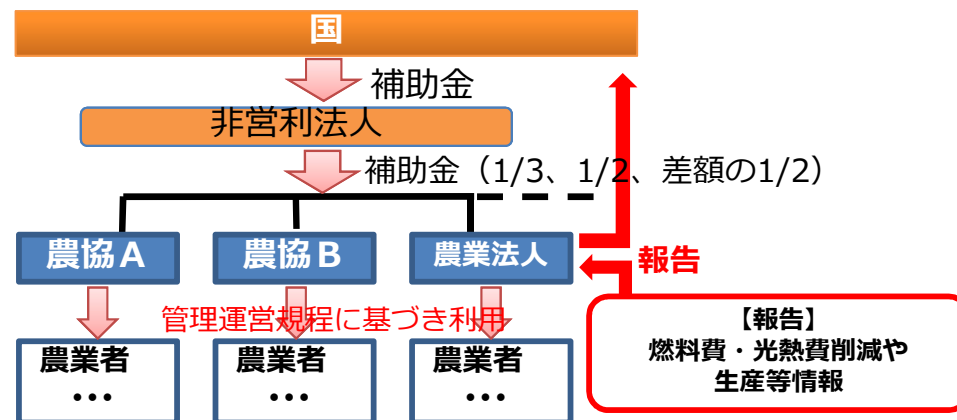 国
補助金
非営利法人
補助金（1/3、1/2、差額の1/2）
農協A
農協B
農業法人
報告
管理運営規程に基づき利用
【報告】
燃料費・光熱費削減や
生産等情報
農業者
•••
農業者
•••
農業者
•••